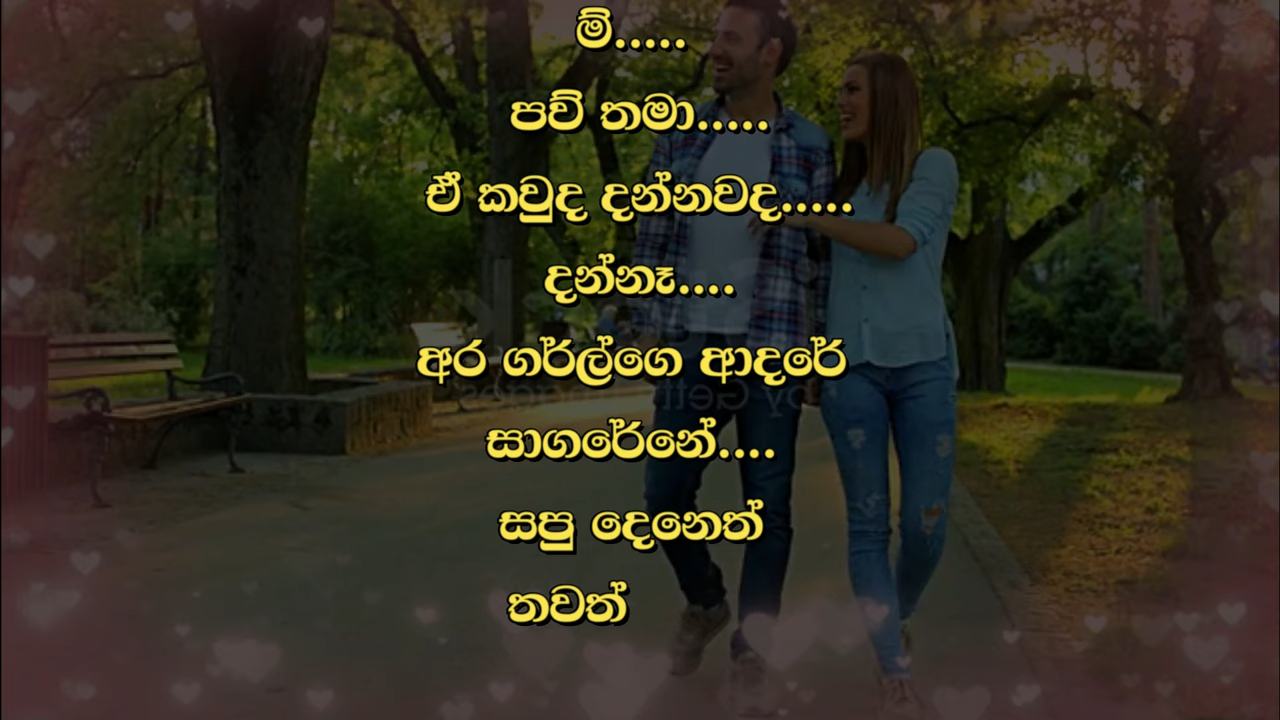 ම්.....
පව් තමා.....
ඒ කවුද දන්නවද.....
දන්නෑ....
අර ගර්ල්ගෙ ආදරේ
සාගරේනේ....
සපු දෙනෙත්
තවත්